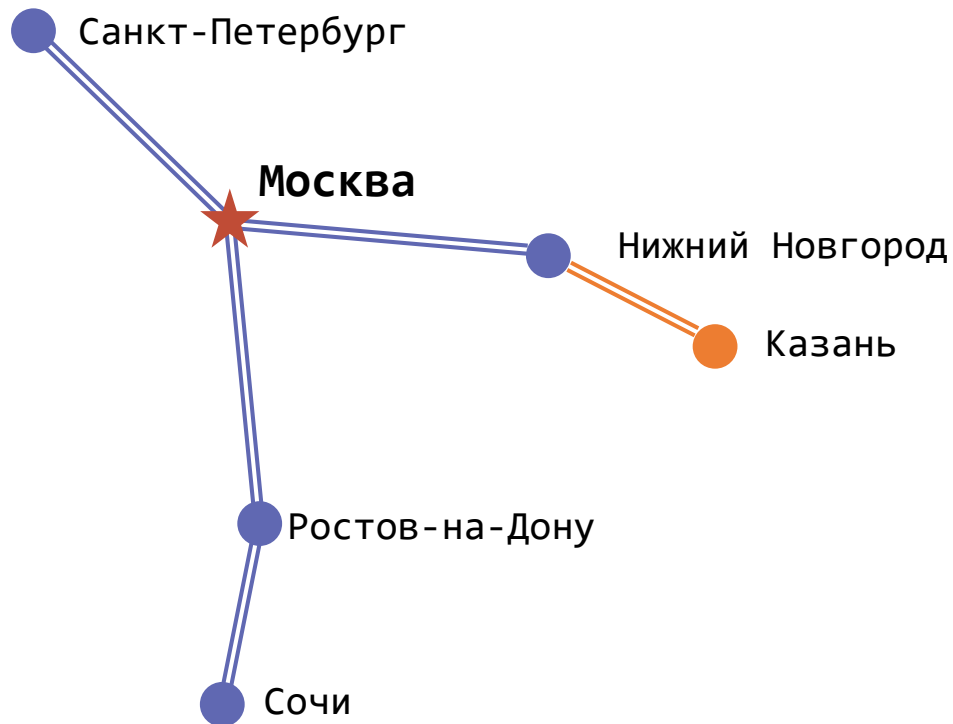 Санкт-Петербург
Москва
Нижний Новгород
Казань
Ростов-на-Дону
Сочи